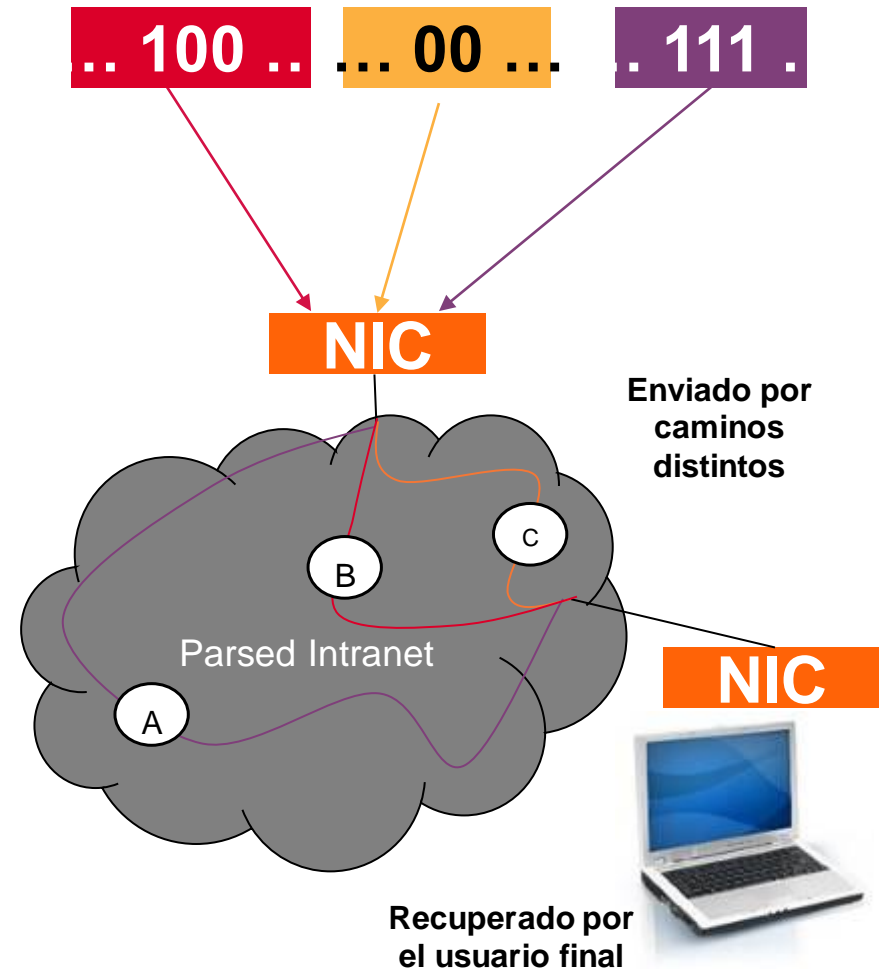 ... 100 ..
... 00 ...
.. 111 .
NIC
Enviado por
caminos
distintos
C
B
Parsed Intranet
NIC
A
Recuperado por
el usuario final